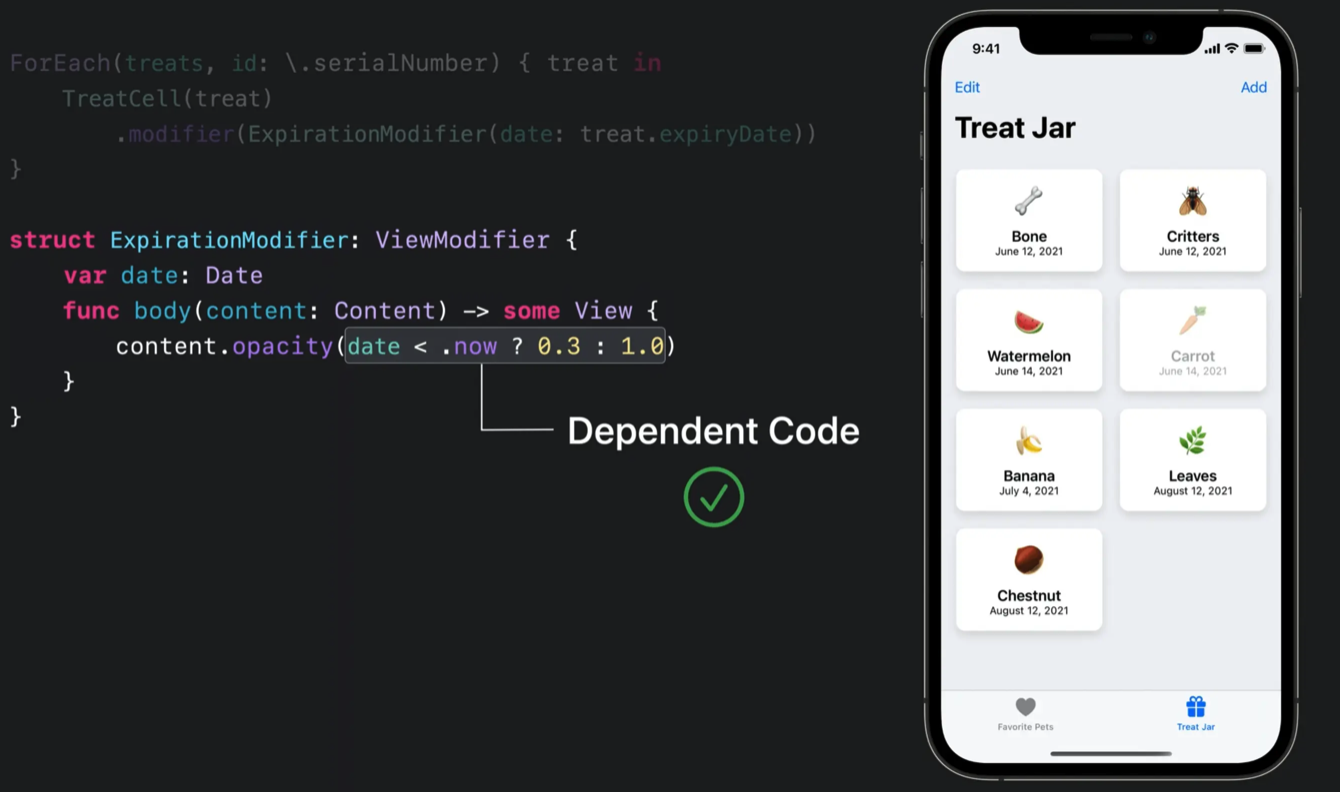 ForEach(treats, id: \.serialNumber) { treat in
    TreatCell(treat)
        .modifier(ExpirationModifier(date: treat.expiryDate))
}
struct ExpirationModifier: ViewModifier {
    var date: Date
    func body(content: Content) -> some View {
        content.opacity(date < .now ? 0.3 : 1.0)
    }
}
Dependent Code
9:41
Edit
Add
Treat Jar
Bone
June 12, 2021
Critters
June 12, 2021
Watermelon
June 14, 2021
Carrot
June 14, 2021
Banana
July 4, 2021
Leaves
August 12, 2021
Chestnut
August 12, 2021
Favorite Pets
Treat Jar